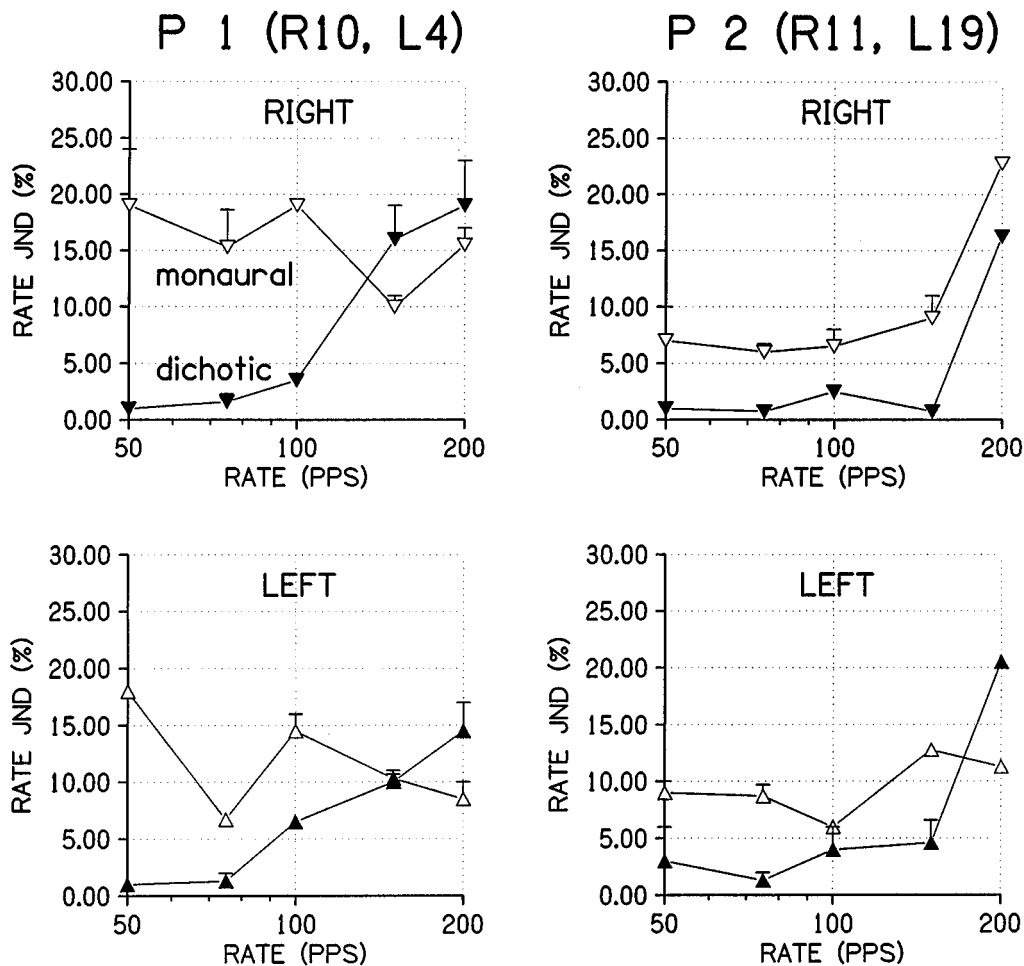 P 1 (R10, L4)
30.00
25.00
20.00
15.00
10.00
5.00
0.00
RATE JND (%)
RIGHT
monaural
dichotic
50
100
200
RATE (PPS)
P 2 (R11, L19)
30.00
25.00
20.00
15.00
10.00
5.00
0.00
RATE JND (%)
RIGHT
50
100
200
RATE (PPS)
30.00
25.00
20.00
15.00
10.00
5.00
0.00
RATE JND (%)
LEFT
50
100
200
RATE (PPS)
30.00
25.00
20.00
15.00
10.00
5.00
0.00
RATE JND (%)
LEFT
50
100
200
RATE (PPS)